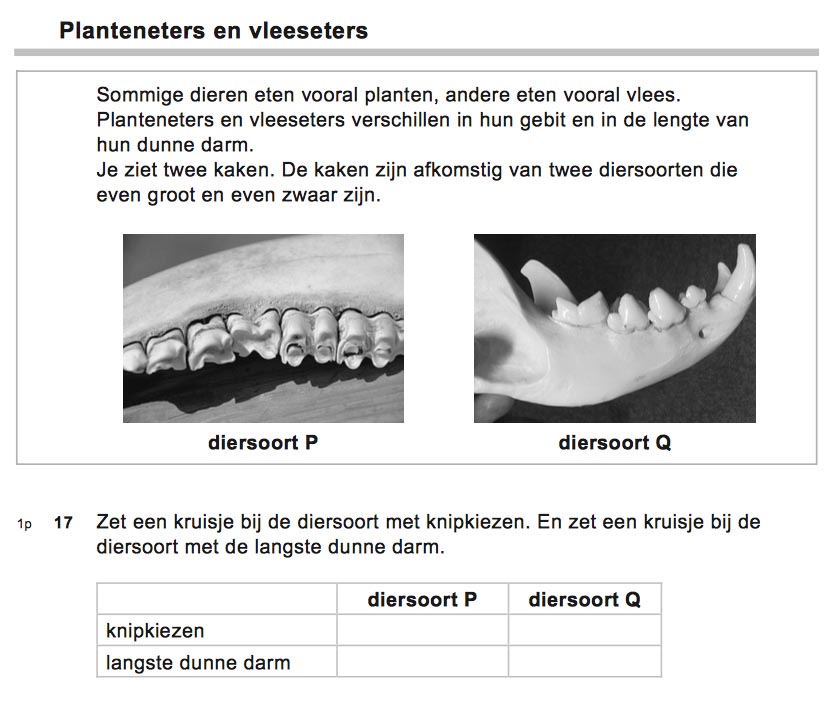 Planteneters en vleeseters
Sommige dieren eten vooral planten, andere eten vooral vlees.
Planteneters en vleeseters verschillen in hun gebit en in de lengte van
hun dunne darm.
Je ziet twee kaken. De kaken zijn afkomstig van twee diersoorten die
even groot en even zwaar zijn.
diersoort P
diersoort Q
1p 17 Zet een kruisje bij de diersoort met knipkiezen. En zet een kruisje bij de
diersoort met de langste dunne darm.
diersoort P diersoort Q
knipkiezen
langste dunne darm